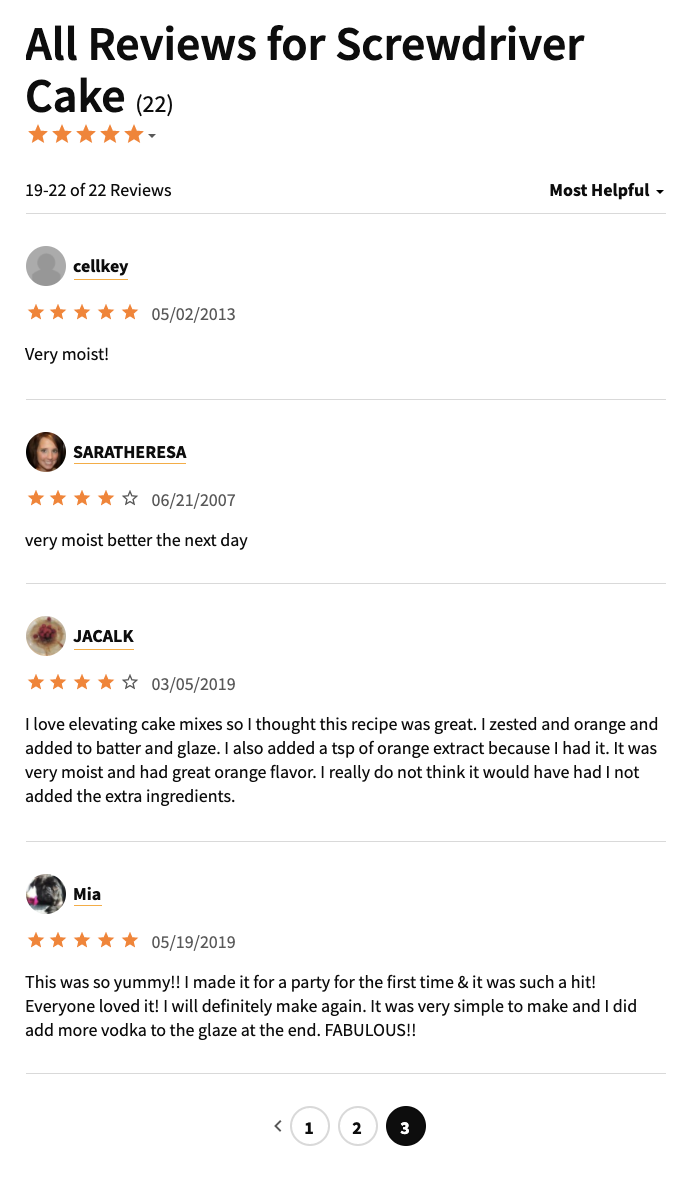 All Reviews for Screwdriver
Cake (22)
19-22 of 22 Reviews
Most Helpful
cellkey
05/02/2013
Very moist!
SARATHERESA
06/21/2007
very moist better the next day
JACALK
03/05/2019
I love elevating cake mixes so I thought this recipe was great. I zested and orange and
added to batter and glaze. I also added a tsp of orange extract because I had it. It was
very moist and had great orange flavor. I really do not think it would have had I not
added the extra ingredients.
Mia
05/19/2019
This was so yummy!! I made it for a party for the first time & it was such a hit!
Everyone loved it! I will definitely make again. It was very simple to make and I did
add more vodka to the glaze at the end. FABULOUS!!
1 2 3